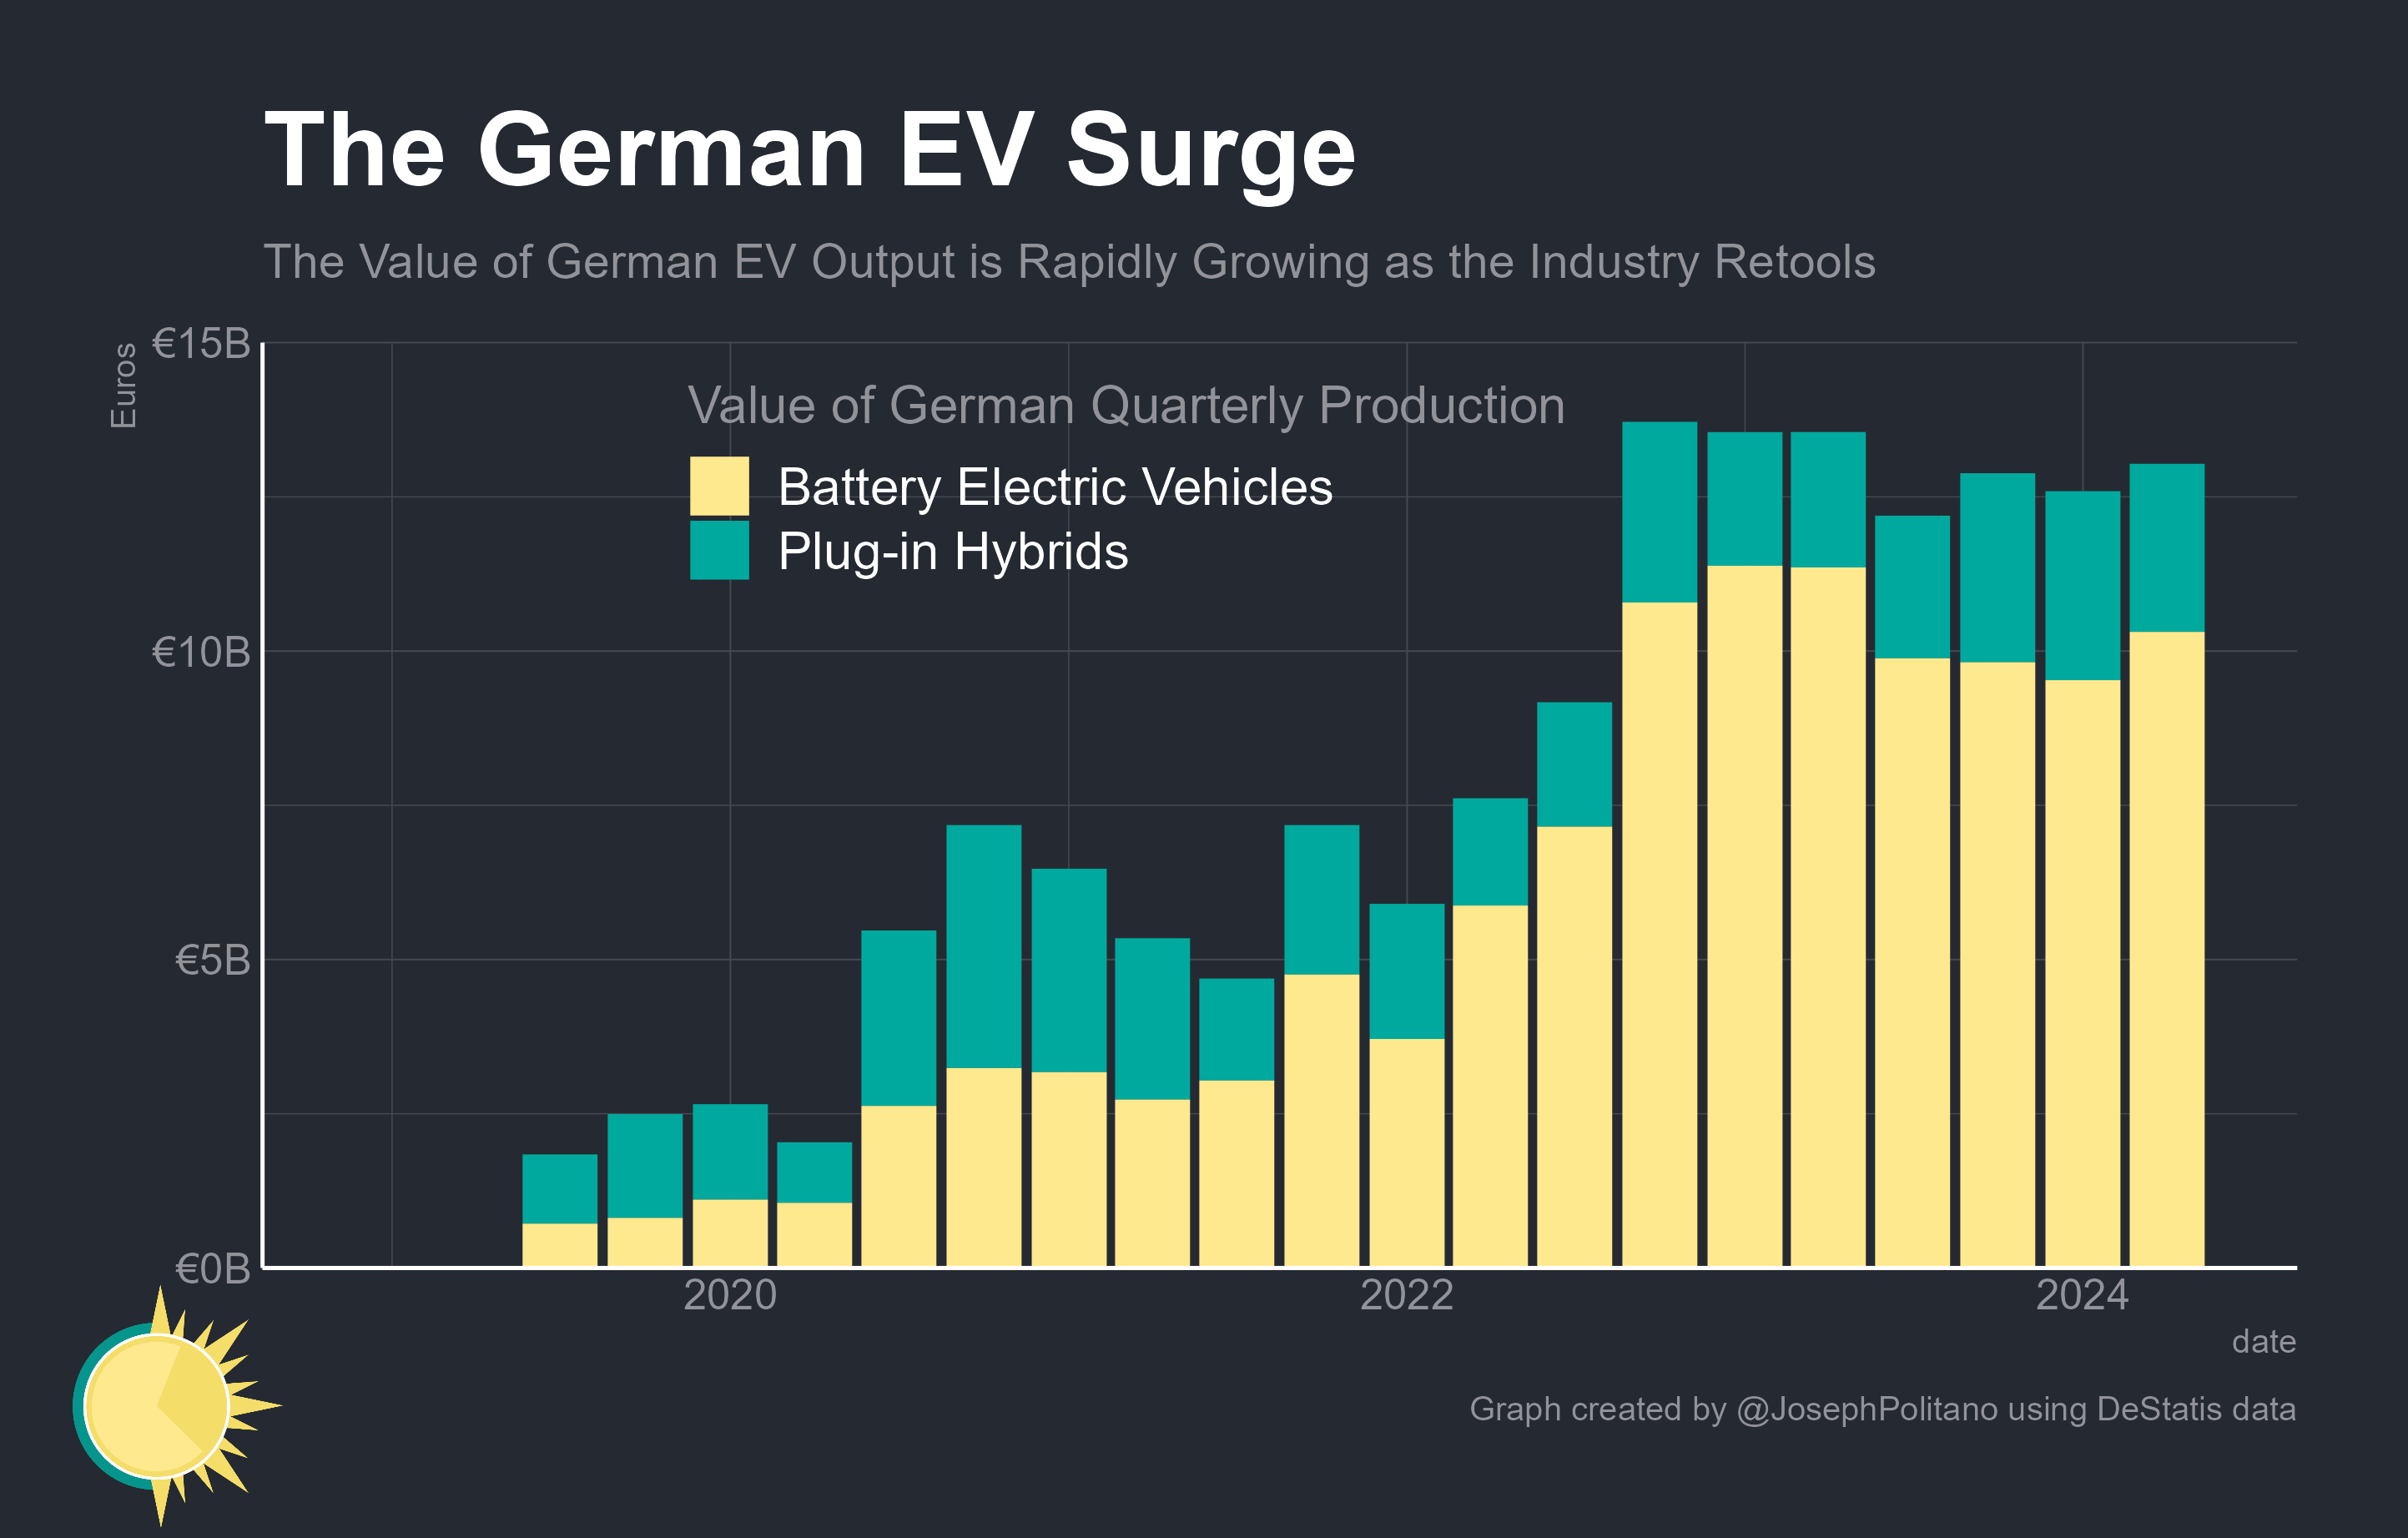 The German EV Surge
The Value of German EV Output is Rapidly Growing as the Industry Retools
Euros
€15B
€10B
€5B
€0B
Value of German Quarterly Production
Battery Electric Vehicles
Plug-in Hybrids
2020
2022
2024
date
Graph created by @JosephPolitano using DeStatis data